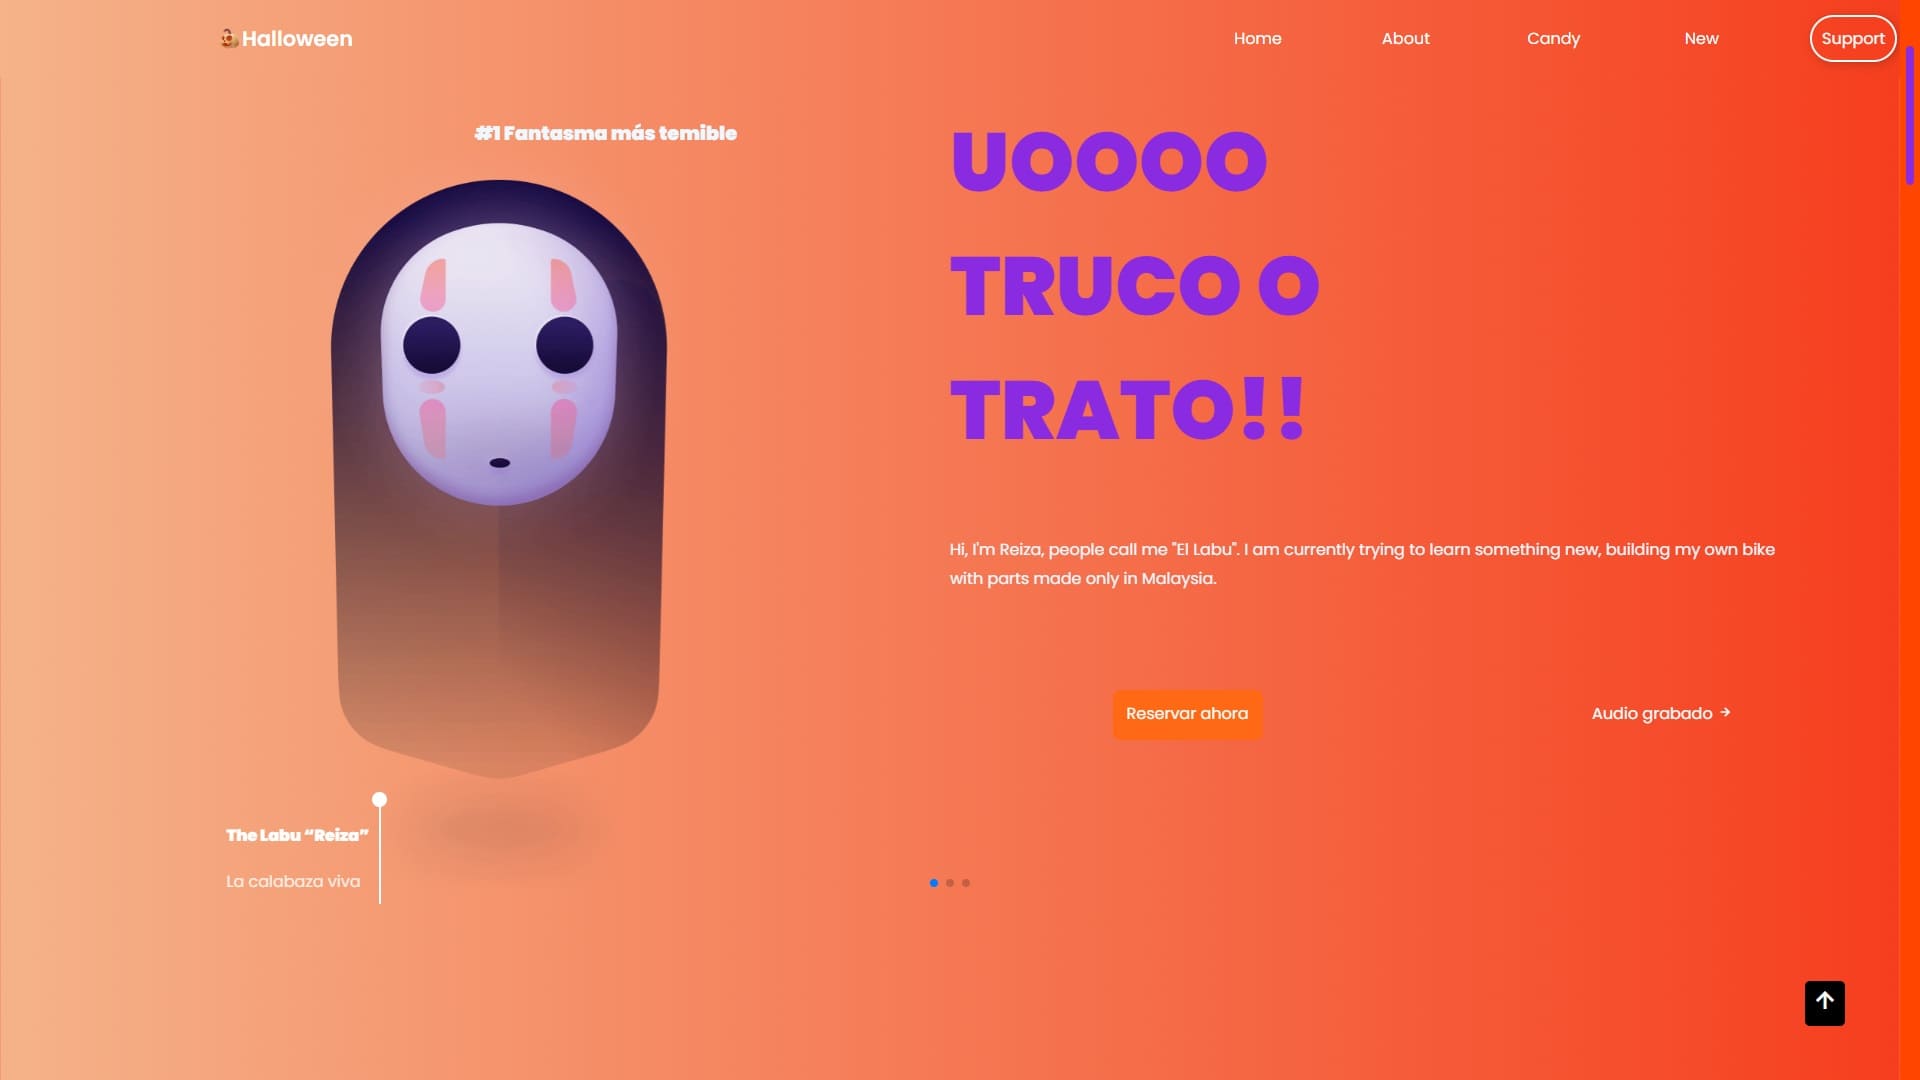 Halloween
Home
About
Candy
New
Support
#1 Fantasma más temible
UOOOO
TRUCO O
TRATO!!
Hi, I'm Reiza, people call me "El Labu". I am currently trying to learn something new, building my own bike
with parts made only in Malaysia.
Reservar ahora
Audio grabado
The Labu “Reiza”
La calabaza viva